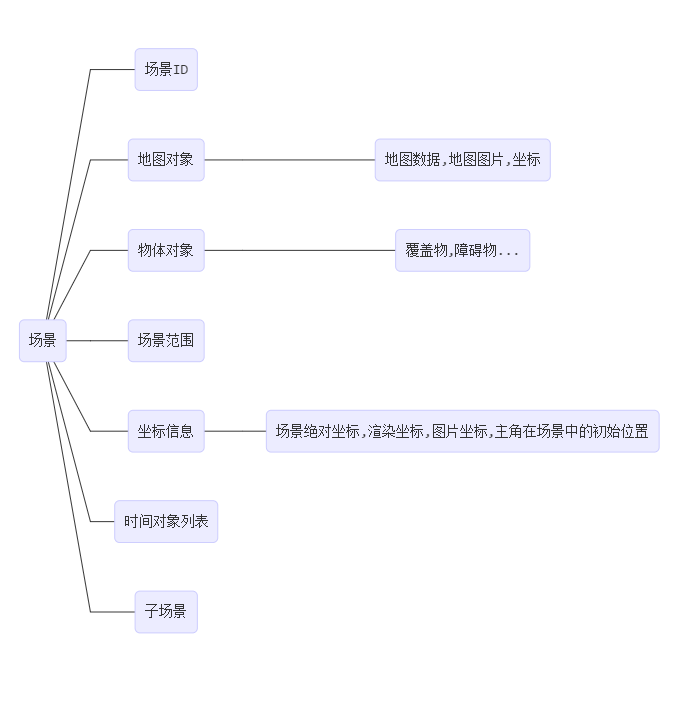 场景ID
地图对象
地图数据,地图图片,坐标
物体对象
覆盖物,障碍物...
场景
场景范围
坐标信息
场景绝对坐标,渲染坐标,图片坐标,主角在场景中的初始位置
时间对象列表
子场景